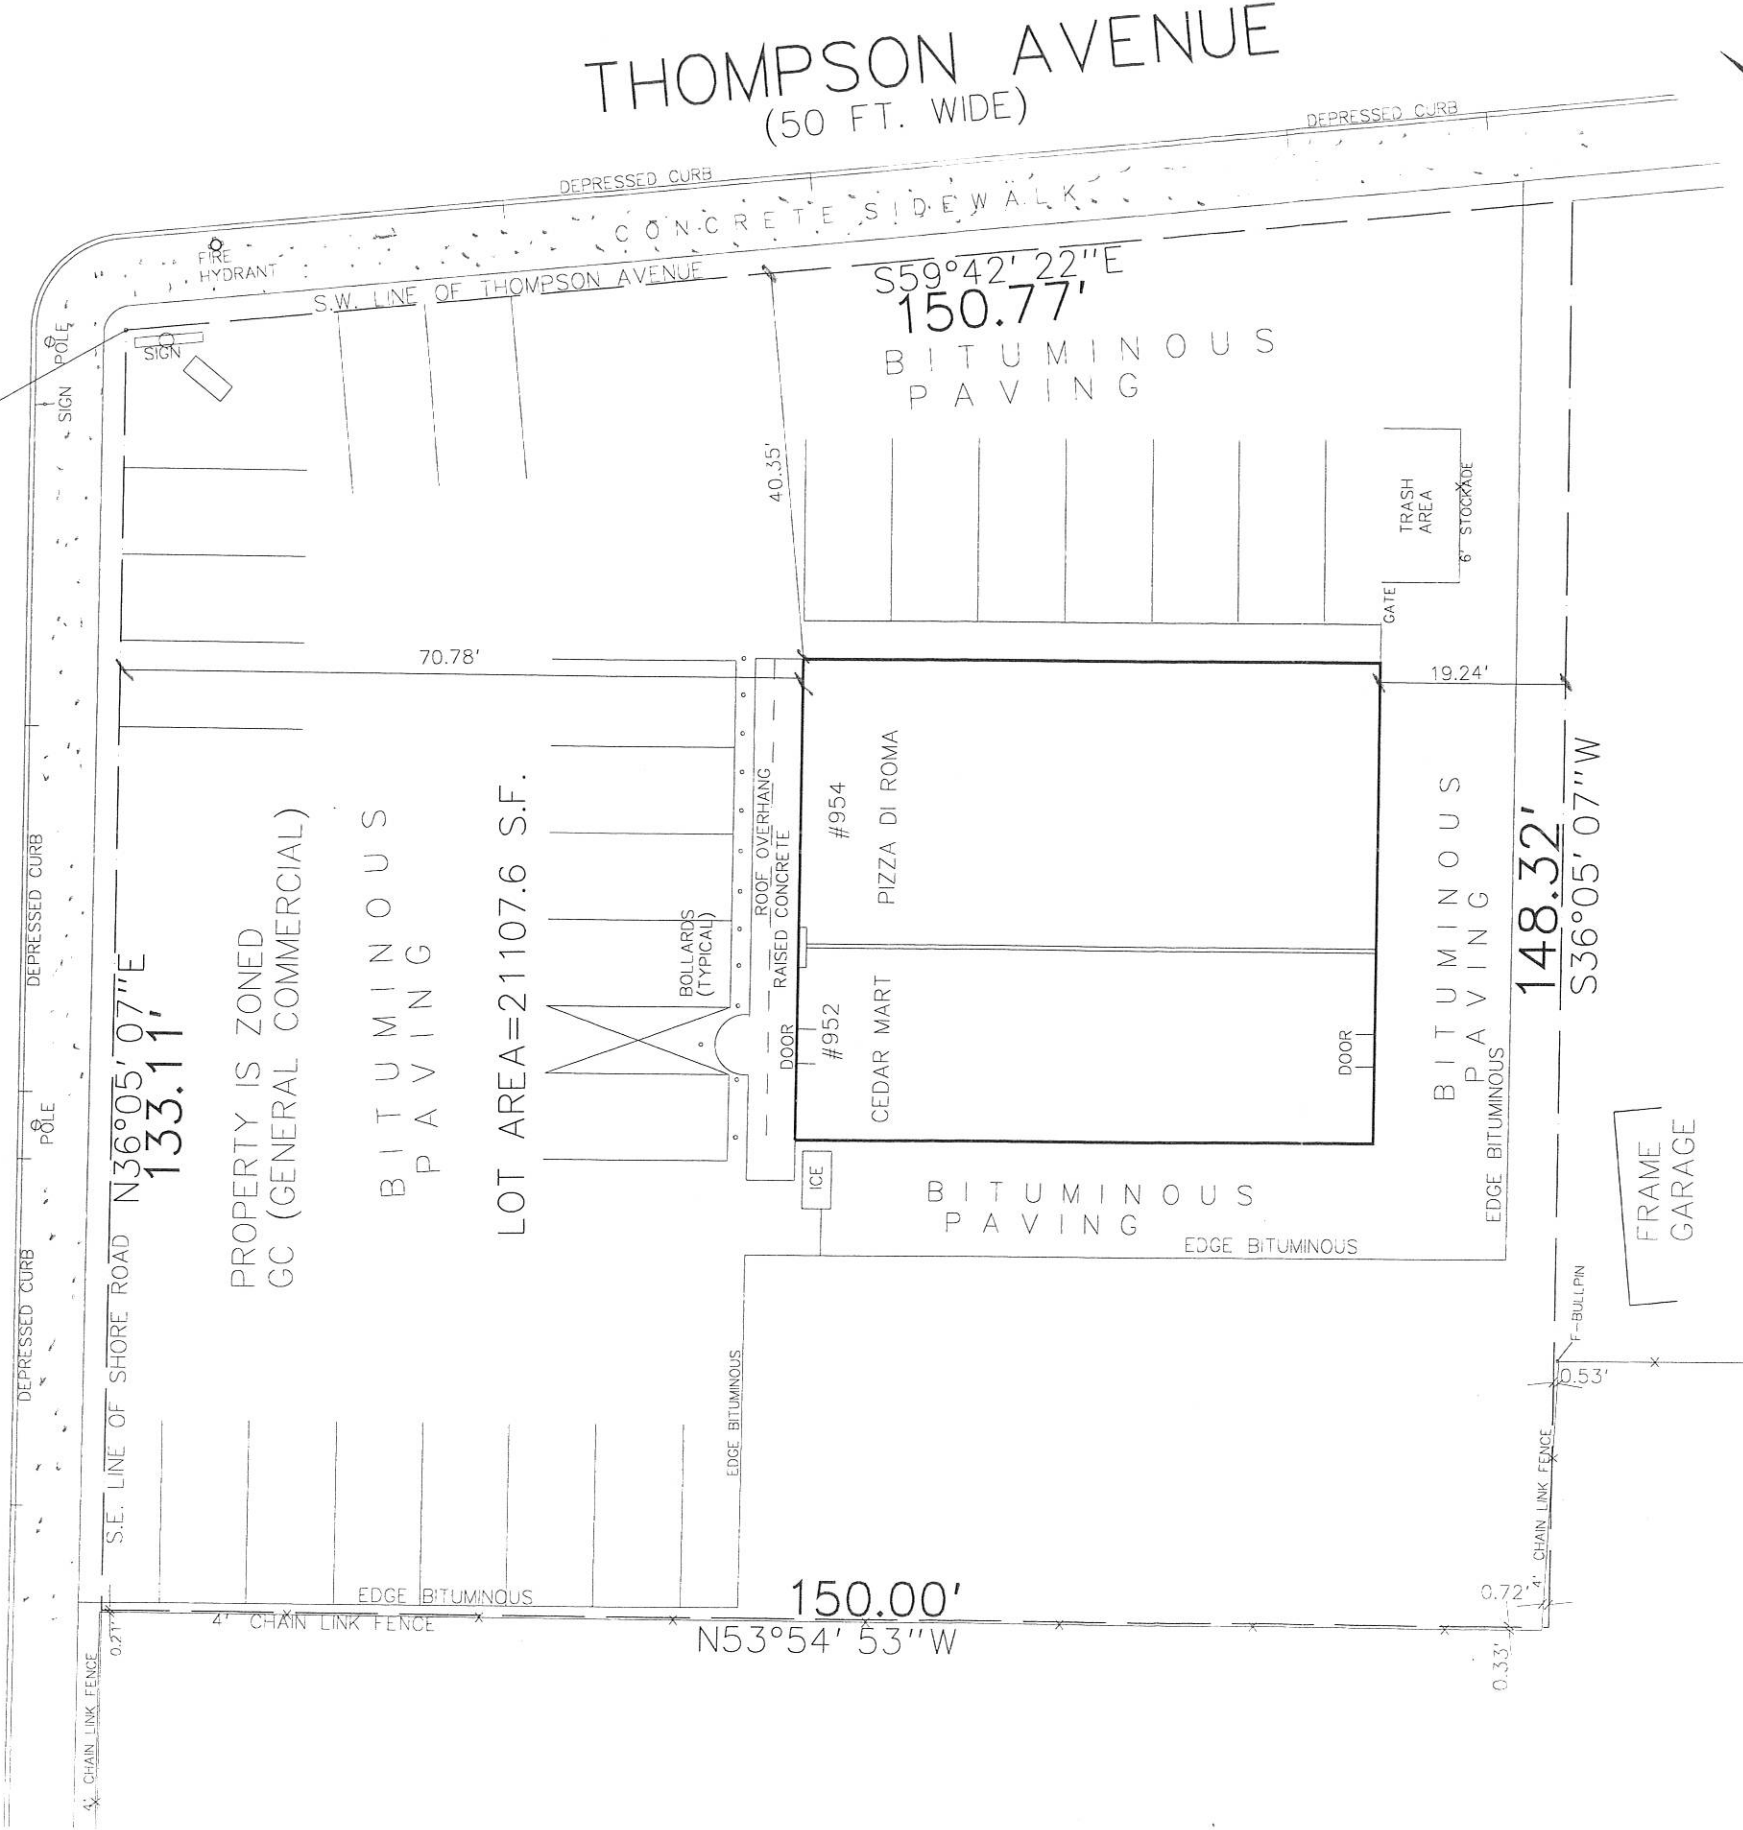 THOMPSON AVENUE
(50 FT. WIDE)
DEPRESSED CURB
DEPRESSED CURB
CONCRETE SIDEWALK
FIRE
HYDRANT
S.W. LINE OF THOMPSON AVENUE
S59°42'22"E
150.77'
BITUMINOUS
PAVING
SIGN
POLE
SIGN
40.35'
TRASH
AREA
6' STOCKADE
GATE
70.78'
19.24'
ROOF OVERHANG
RAISED CONCRETE
#954
PIZZA DI ROMA
BOLLARDS
(TYPICAL)
DOOR
#952
CEDAR MART
DOOR
BITUMINOUS
PAVING
EDGE BITUMINOUS
148.32'
S36°05'07"W
DEPRESSED CURB
POLE
DEPRESSED CURB
S.E. LINE OF SHORE ROAD N36°05'07"E
133.11'
PROPERTY IS ZONED
GC (GENERAL COMMERCIAL)
BITUMINOUS
PAVING
LOT AREA=21107.6 S.F.
ICE
BITUMINOUS
PAVING
EDGE BITUMINOUS
FRAME
GARAGE
F-BULLPIN
0.53'
4' CHAIN LINK FENCE
EDGE BITUMINOUS
EDGE BITUMINOUS
4' CHAIN LINK FENCE
150.00'
N53°54'53"W
0.72'
0.33'
0.21'
4' CHAIN LINK FENCE